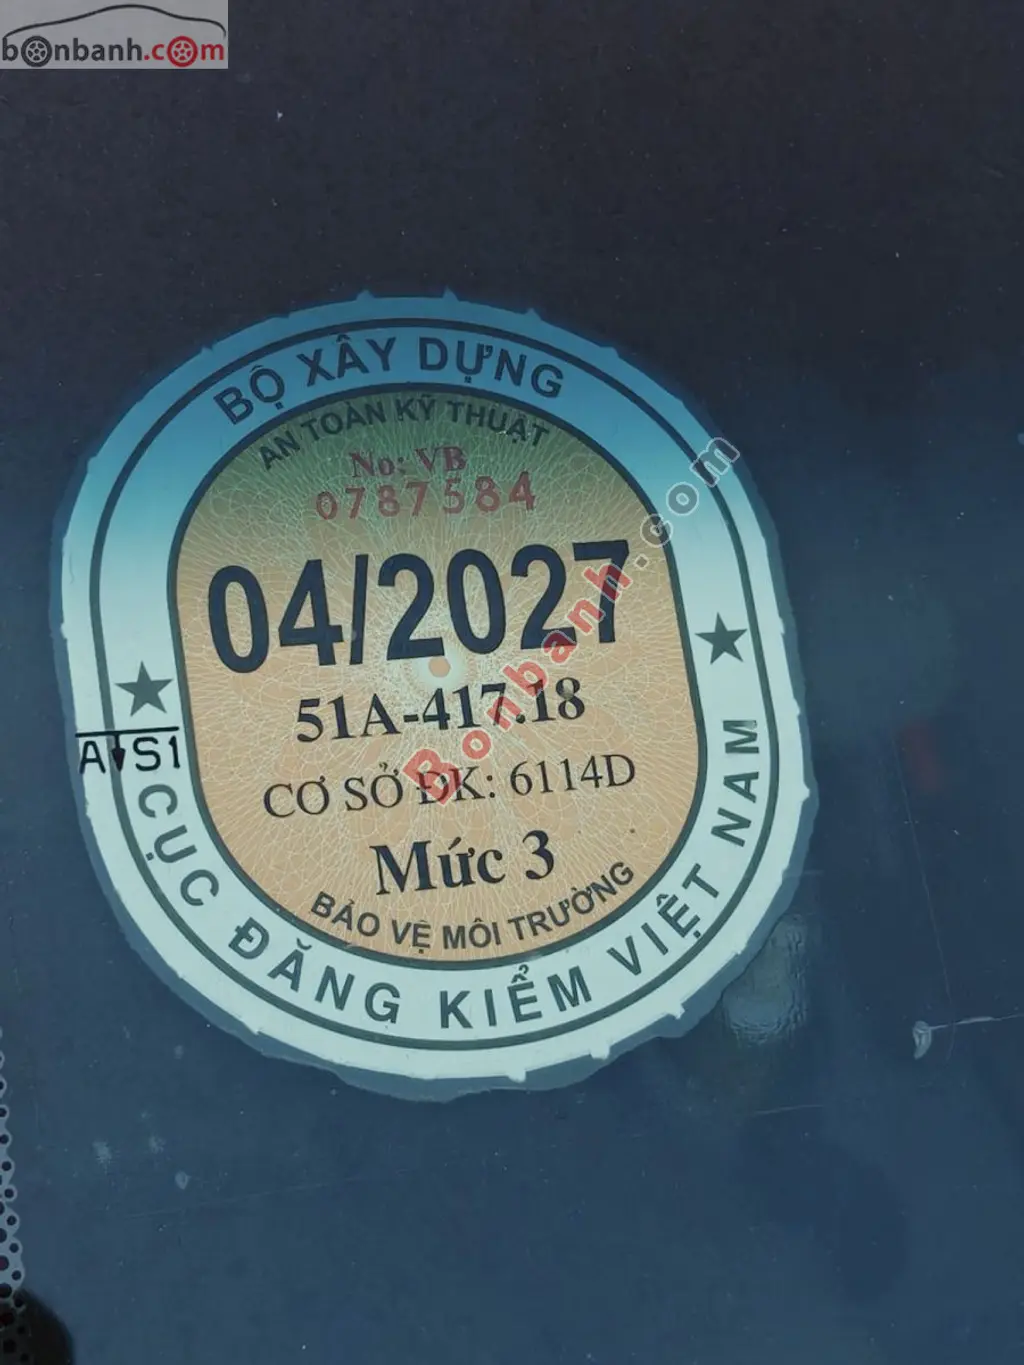 bonbanh.com
BỘ XÂY DỰNG
AN TOÀN KỸ THUẬT
No: VB
0787584
04/2027
51A-417.18
CƠ SỞ ĐK: 6114D
Mức 3
BẢO VỆ MÔI TRƯỜNG
CỤC ĐĂNG KIỂM VIỆT NAM
AS1
Bonbanh.com